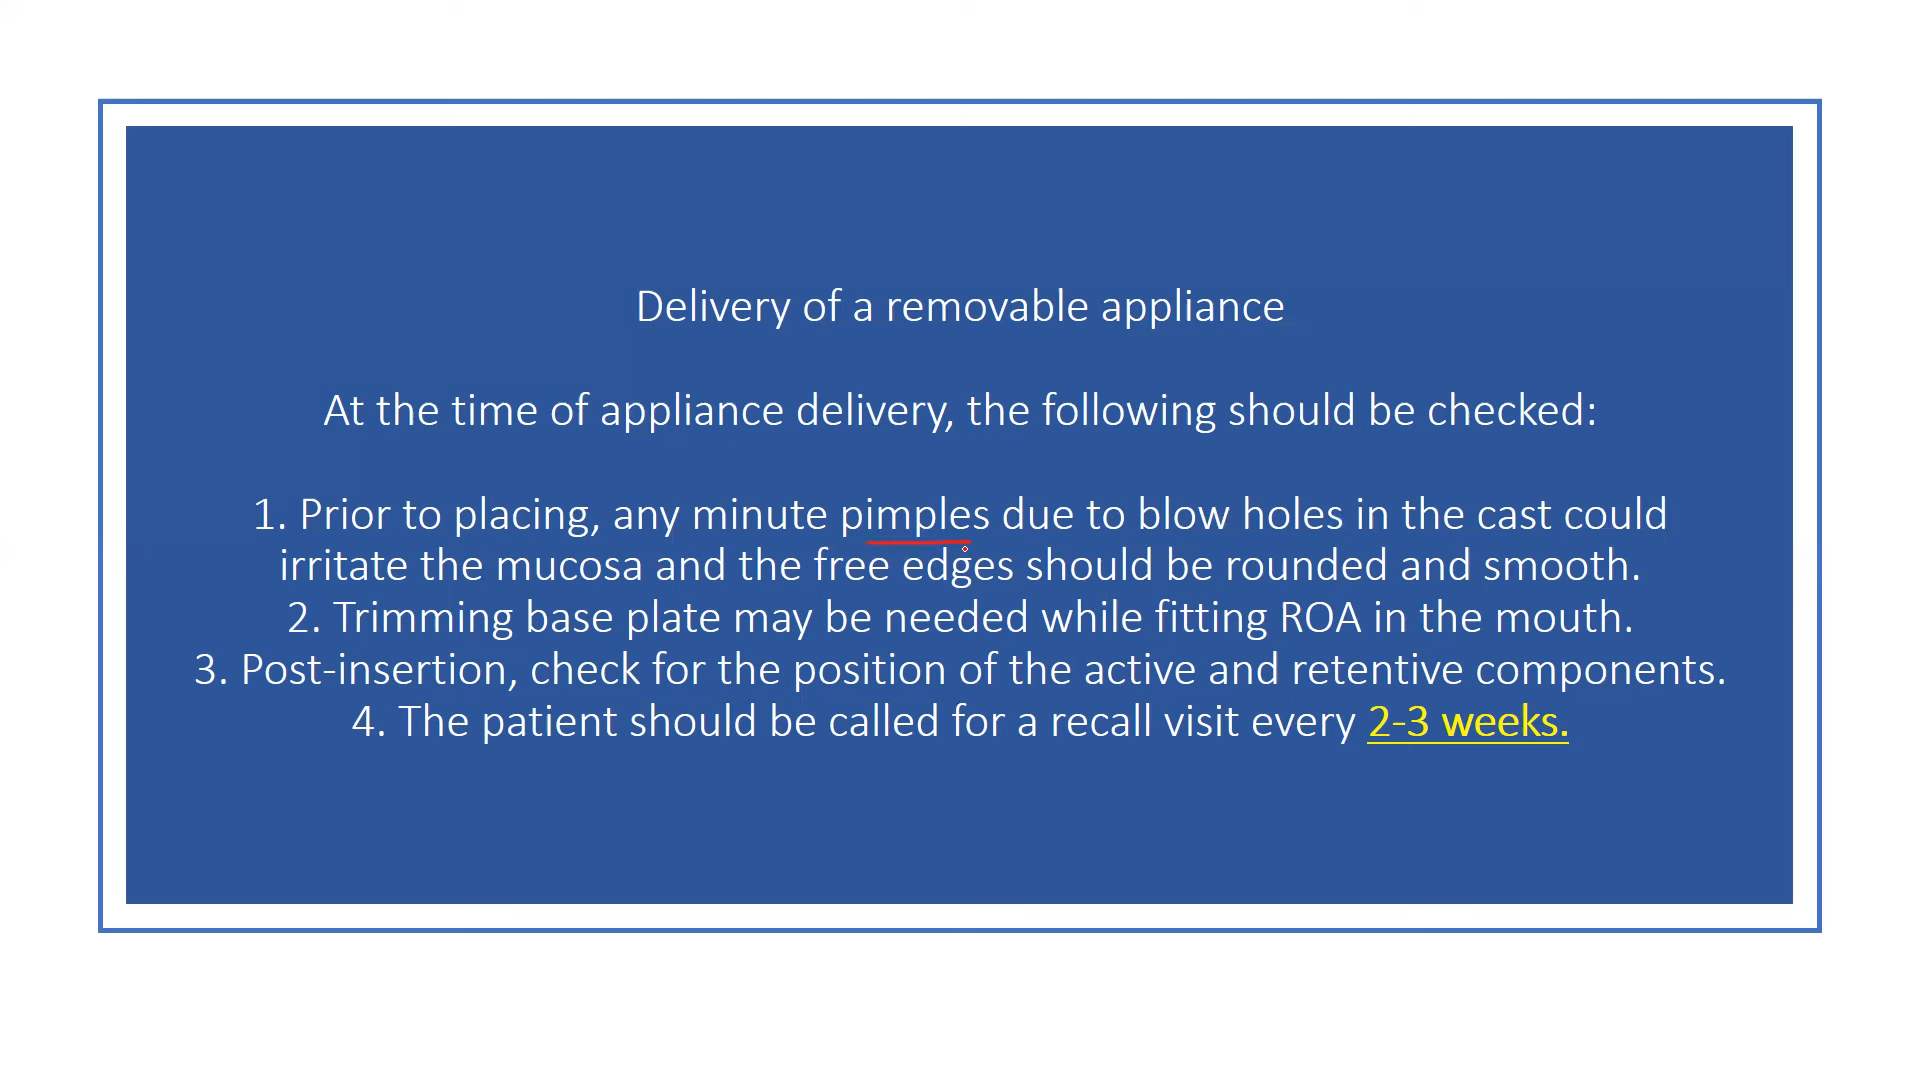 Delivery of a removable appliance
At the time of appliance delivery, the following should be checked:
1. Prior to placing, any minute pimples due to blow holes in the cast could
irritate the mucosa and the free edges should be rounded and smooth.
2. Trimming base plate may be needed while fitting ROA in the mouth.
3. Post-insertion, check for the position of the active and retentive components.
4. The patient should be called for a recall visit every 2-3 weeks.